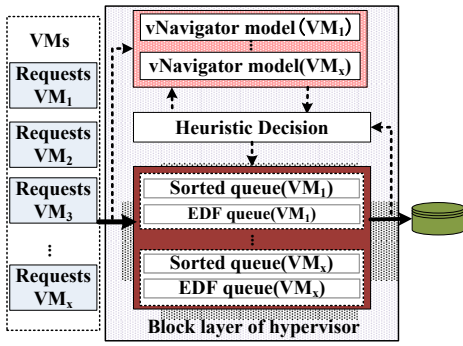 VMs
Requests
VM1
Requests
VM2
Requests
VM3
⋮
Requests
VMx
vNavigator model(VM1)
⋮
vNavigator model(VMx)
Heuristic Decision
Sorted queue(VM1)
EDF queue(VM1)
⋮
Sorted queue(VMx)
EDF queue(VMx)
Block layer of hypervisor